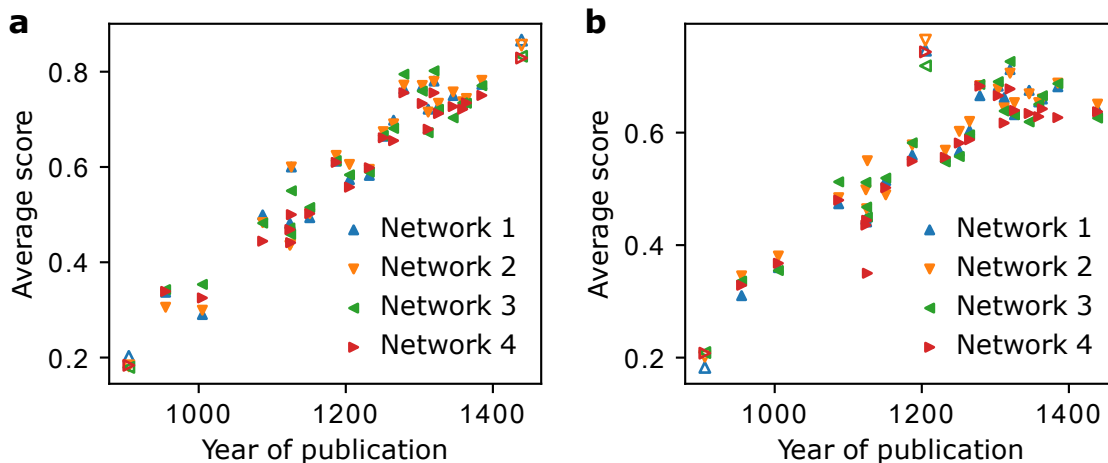 a
Average score
0.8
0.6
0.4
0.2
1000 1200 1400
Year of publication
Network 1
Network 2
Network 3
Network 4
b
Average score
0.8
0.6
0.4
0.2
1000 1200 1400
Year of publication
Network 1
Network 2
Network 3
Network 4